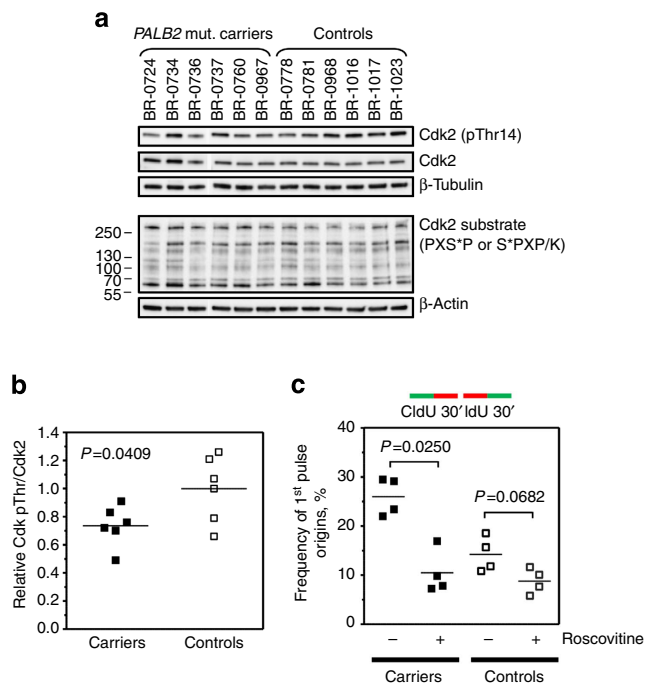 a
PALB2 mut. carriers
Controls
BR-0724
BR-0734
BR-0736
BR-0737
BR-0760
BR-0967
BR-0778
BR-0781
BR-0968
BR-1016
BR-1017
BR-1023
Cdk2 (pThr14)
Cdk2
β-Tubulin
250
130
100
70
55
Cdk2 substrate
(PXS*P or S*PXP/K)
β-Actin
b
Relative Cdk pThr/Cdk2
1.4
1.2
1.0
0.8
0.6
0.4
0.2
0.0
P=0.0409
Carriers
Controls
c
CldU 30′ IdU 30′
Frequency of 1st pulse
origins, %
40
30
20
10
0
P=0.0250
P=0.0682
– + – + Roscovitine
Carriers
Controls